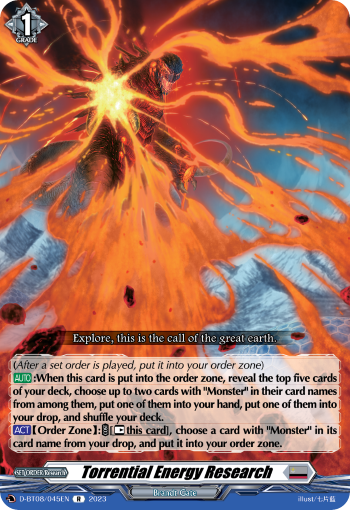 1
GRADE
Explore, this is the call of the great earth.
(After a set order is played, put it into your order zone)
AUTO:When this card is put into the order zone, reveal the top five cards
of your deck, choose up to two cards with "Monster" in their card names
from among them, put one of them into your hand, put one of them into
your drop, and shuffle your deck.
ACT【Order Zone】:[this card], choose a card with "Monster" in its
card name from your drop, and put it into your order zone.
SET ORDER Research
Torrential Energy Research
Brandt Gate
D-BT08/045EN R 2023
illust/七片藍